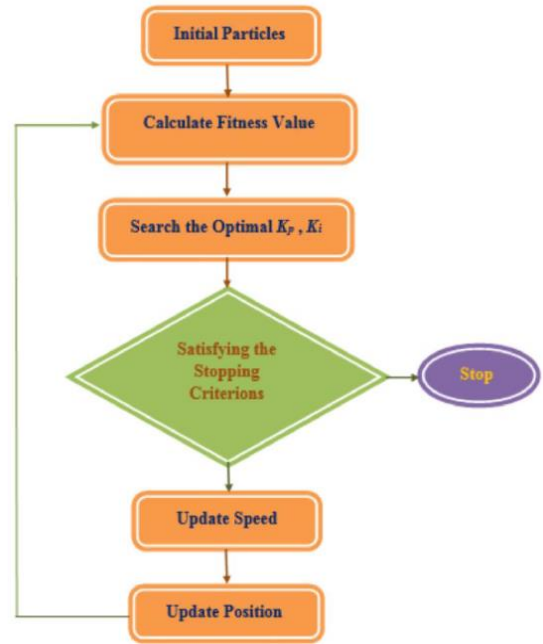 Initial Particles
Calculate Fitness Value
Search the Optimal Kp , Ki
Satisfying the
Stopping
Criterions
Stop
Update Speed
Update Position